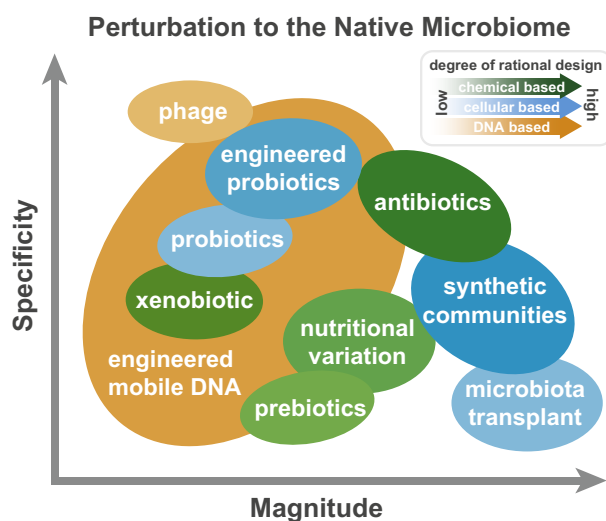 Perturbation to the Native Microbiome
degree of rational design
low
chemical based
cellular based
DNA based
high
phage
engineered
probiotics
antibiotics
probiotics
xenobiotic
synthetic
communities
nutritional
variation
engineered
mobile DNA
prebiotics
microbiota
transplant
Specificity
Magnitude